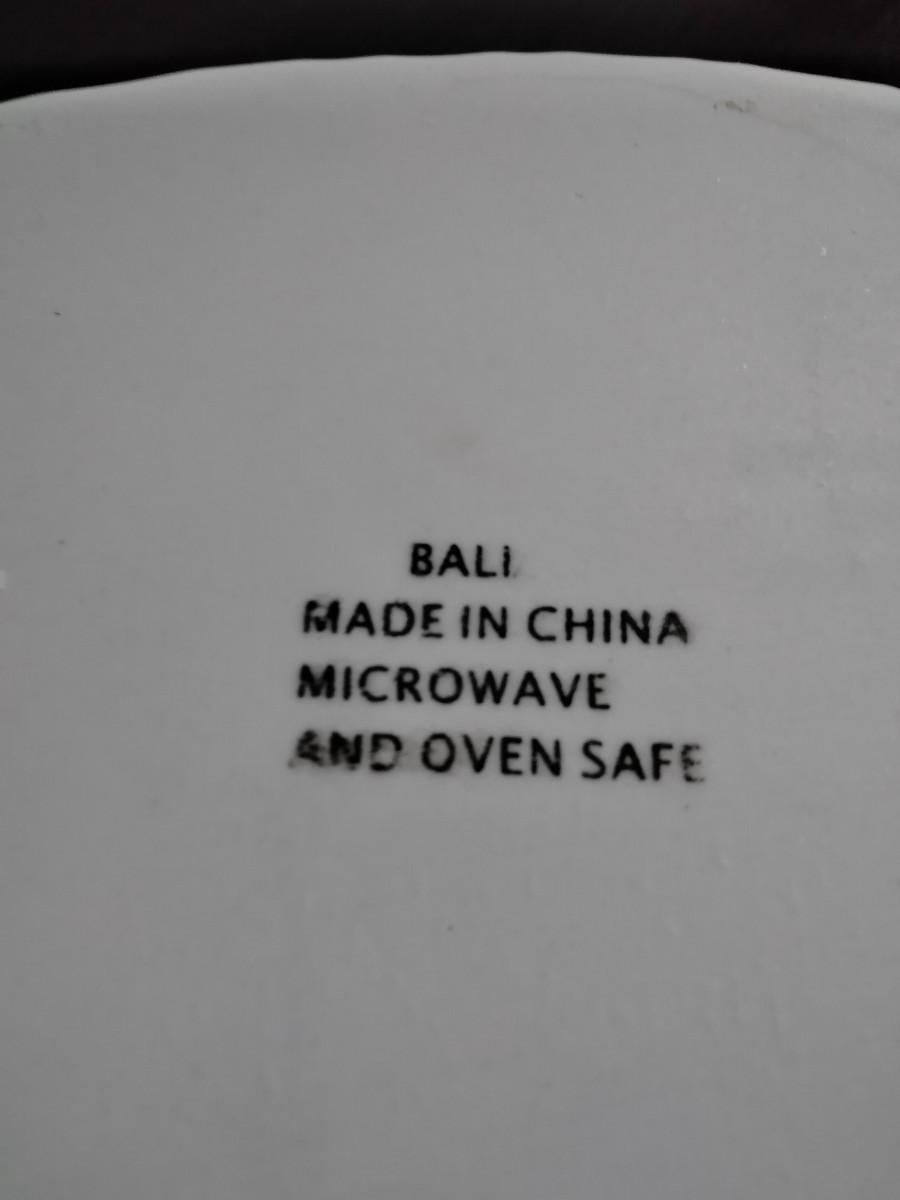 BALI
MADE IN CHINA
MICROWAVE
AND OVEN SAFE